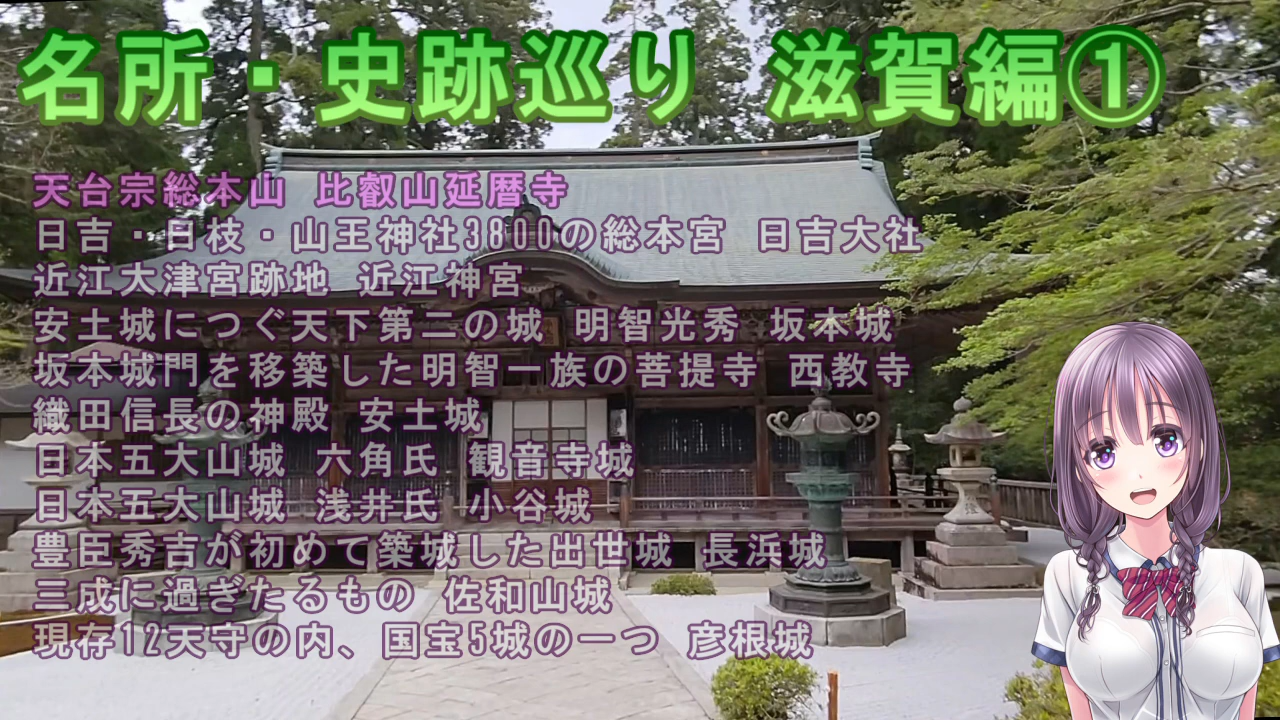 名所・史跡巡り 滋賀編①
天台宗総本山 比叡山延暦寺
日吉・日枝・山王神社3800の総本宮 日吉大社
近江大津宮跡地 近江神宮
安土城につぐ天下第二の城 明智光秀 坂本城
坂本城門を移築した明智一族の菩提寺 西教寺
織田信長の神殿 安土城
日本五大山城 六角氏 観音寺城
日本五大山城 浅井氏 小谷城
豊臣秀吉が初めて築城した出世城 長浜城
三成に過ぎたるもの 佐和山城
現存12天守の内、国宝5城の一つ 彦根城